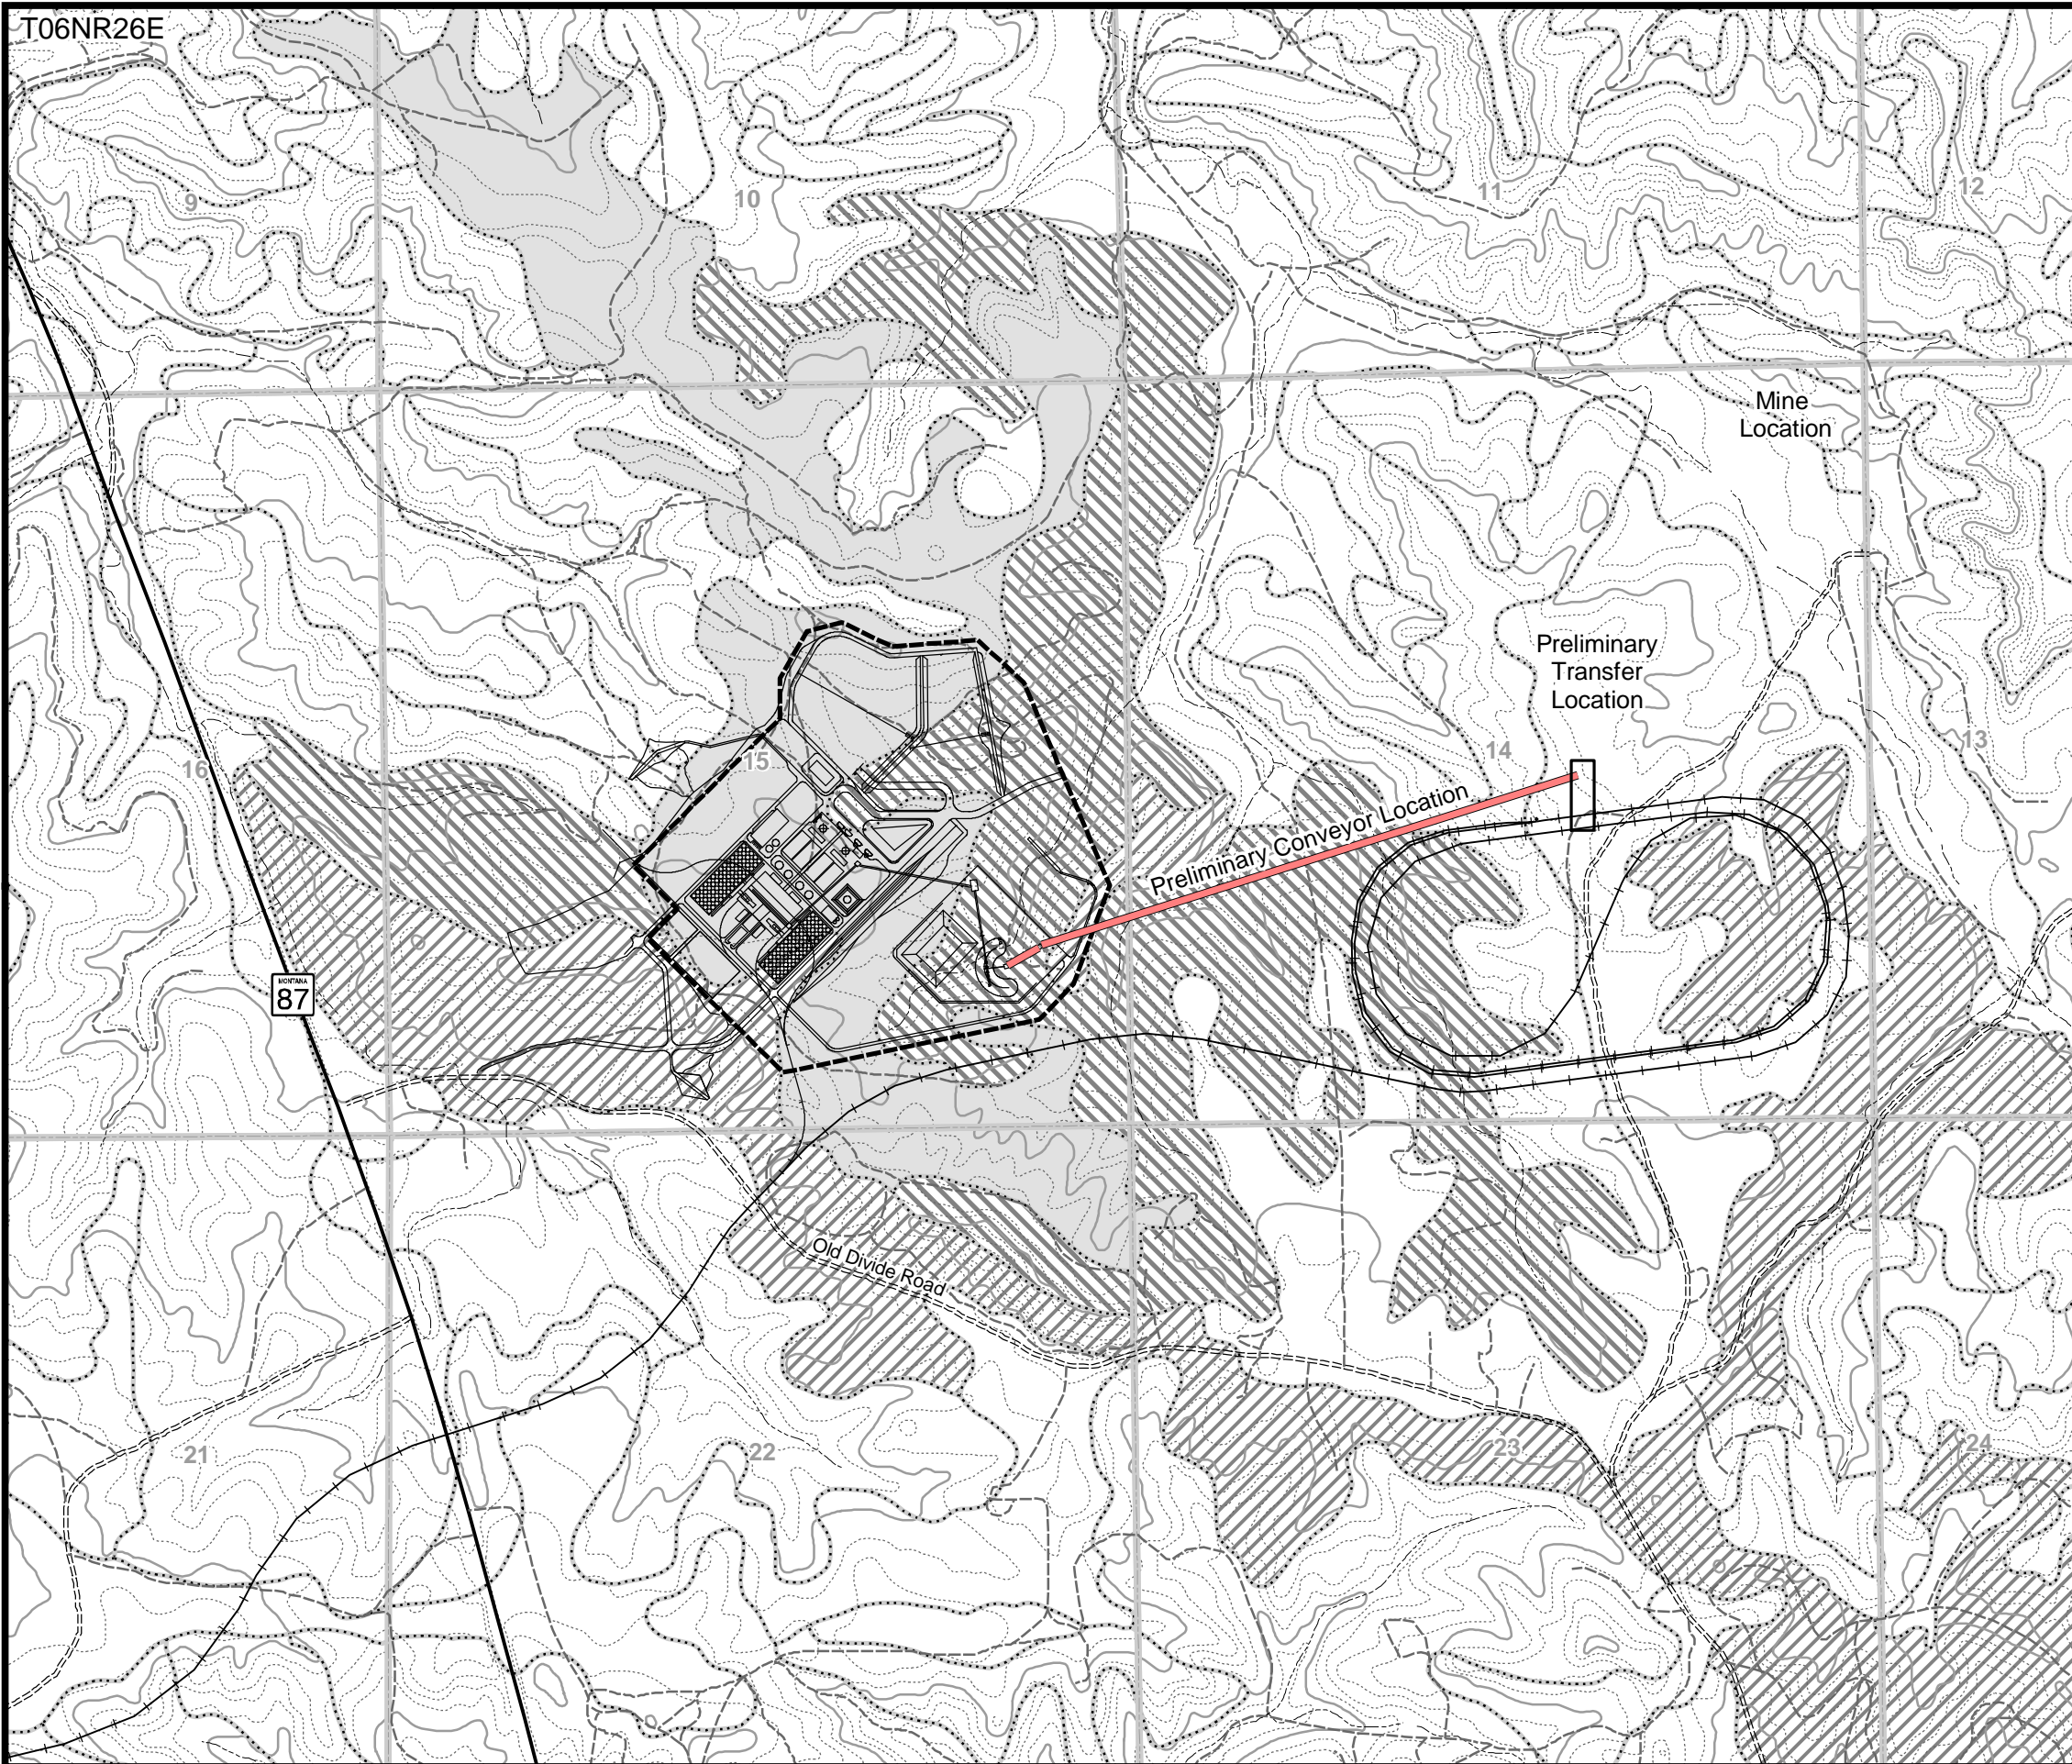 T06NR26E
9
10
11
12
Mine
Location
Preliminary
Transfer
Location
16
15
14
13
Preliminary Conveyor Location
MONTANA
87
Old Divide Road
21
22
23
24